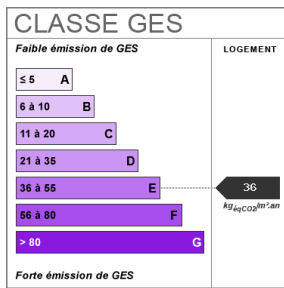 CLASSE GES
Faible émission de GES
LOGEMENT
≤ 5 A
6 à 10 B
11 à 20 C
21 à 35 D
36 à 55 E
36
kgéqCO2/m².an
56 à 80 F
> 80 G
Forte émission de GES